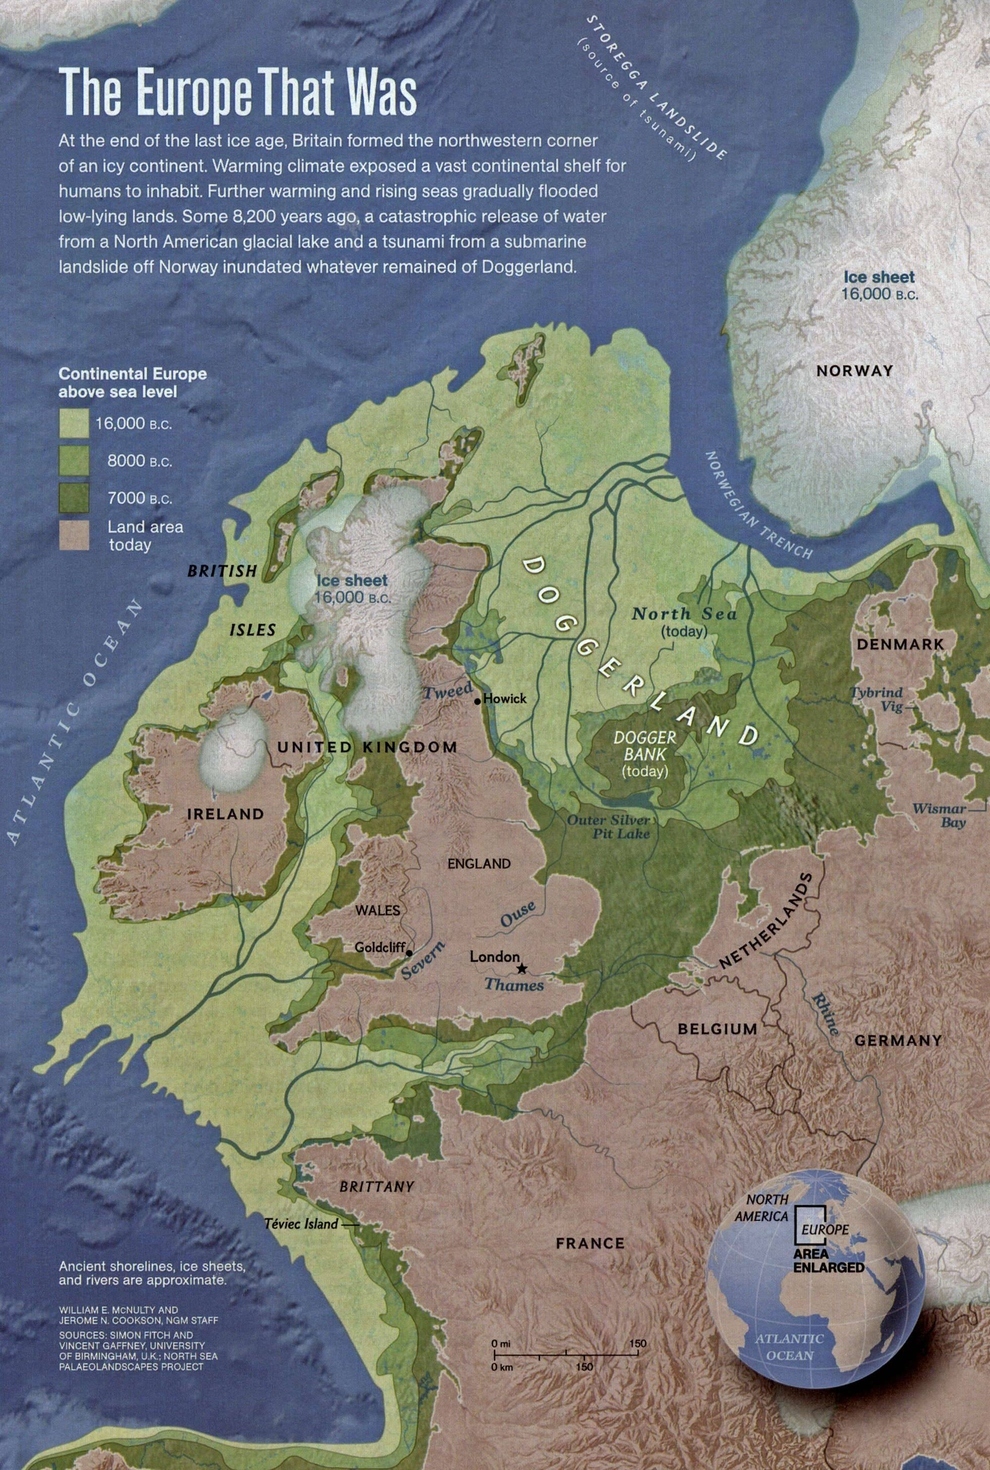 STOREGGA LANDSLIDE
(source of tsunami)
The Europe That Was
At the end of the last ice age, Britain formed the northwestern corner
of an icy continent. Warming climate exposed a vast continental shelf for
humans to inhabit. Further warming and rising seas gradually flooded
low-lying lands. Some 8,200 years ago, a catastrophic release of water
from a North American glacial lake and a tsunami from a submarine
landslide off Norway inundated whatever remained of Doggerland.
Ice sheet
16,000 B.C.
NORWAY
Continental Europe
above sea level
16,000 B.C.
8000 B.C.
7000 B.C.
Land area
today
NORWEGIAN TRENCH
BRITISH
ISLES
Ice sheet
16,000 B.C.
ATLANTIC OCEAN
DOGGERLAND
North Sea
(today)
DENMARK
Tybrind
Vig
Tweed
Howick
DOGGER
BANK
(today)
UNITED KINGDOM
IRELAND
Outer Silver
Pit Lake
Wismar
Bay
ENGLAND
WALES
Ouse
NETHERLANDS
Goldcliff
Severn
London
Thames
Rhine
BELGIUM
GERMANY
BRITTANY
Téviec Island
FRANCE
NORTH
AMERICA
EUROPE
AREA
ENLARGED
ATLANTIC
OCEAN
Ancient shorelines, ice sheets,
and rivers are approximate.
WILLIAM E. McNULTY AND
JEROME N. COOKSON, NGM STAFF
SOURCES: SIMON FITCH AND
VINCENT GAFFNEY, UNIVERSITY
OF BIRMINGHAM, U.K.; NORTH SEA
PALAEOLANDSCAPES PROJECT
0 mi 150
0 km 150